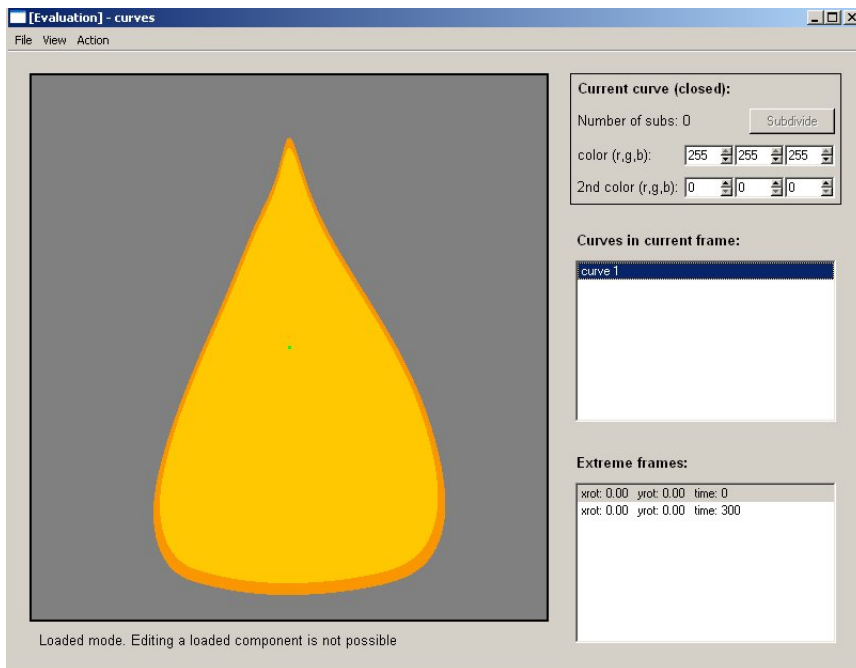 [Evaluation] - curves
File View Action
Current curve (closed):
Number of subs: 0 Subdivide
color (r,g,b): 255 255 255
2nd color (r,g,b): 0 0 0
Curves in current frame:
curve 1
Extreme frames:
xrot: 0.00 yrot: 0.00 time: 0
xrot: 0.00 yrot: 0.00 time: 300
Loaded mode. Editing a loaded component is not possible